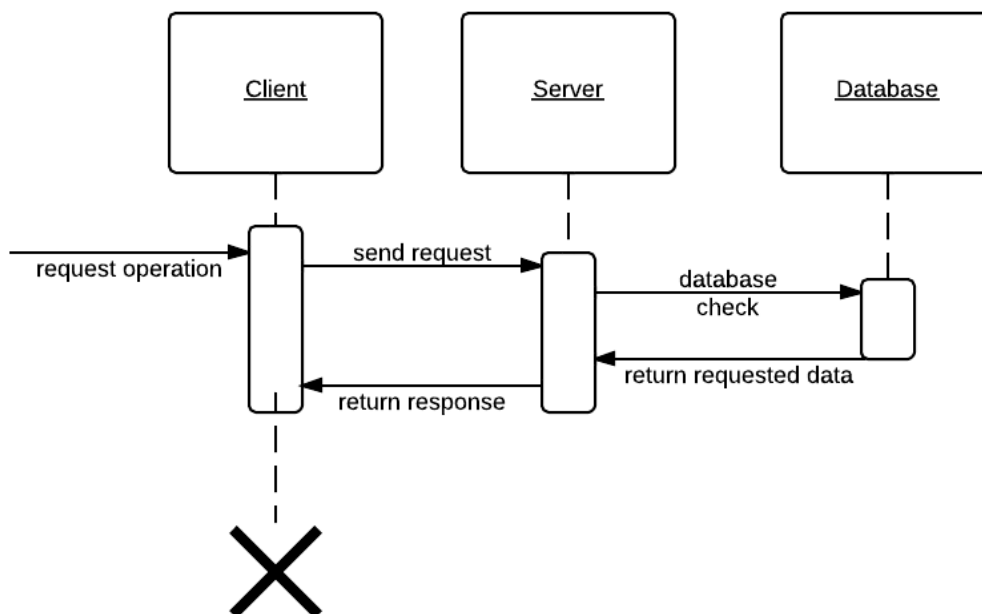 Client
Server
Database
request operation
send request
database
check
return requested data
return response